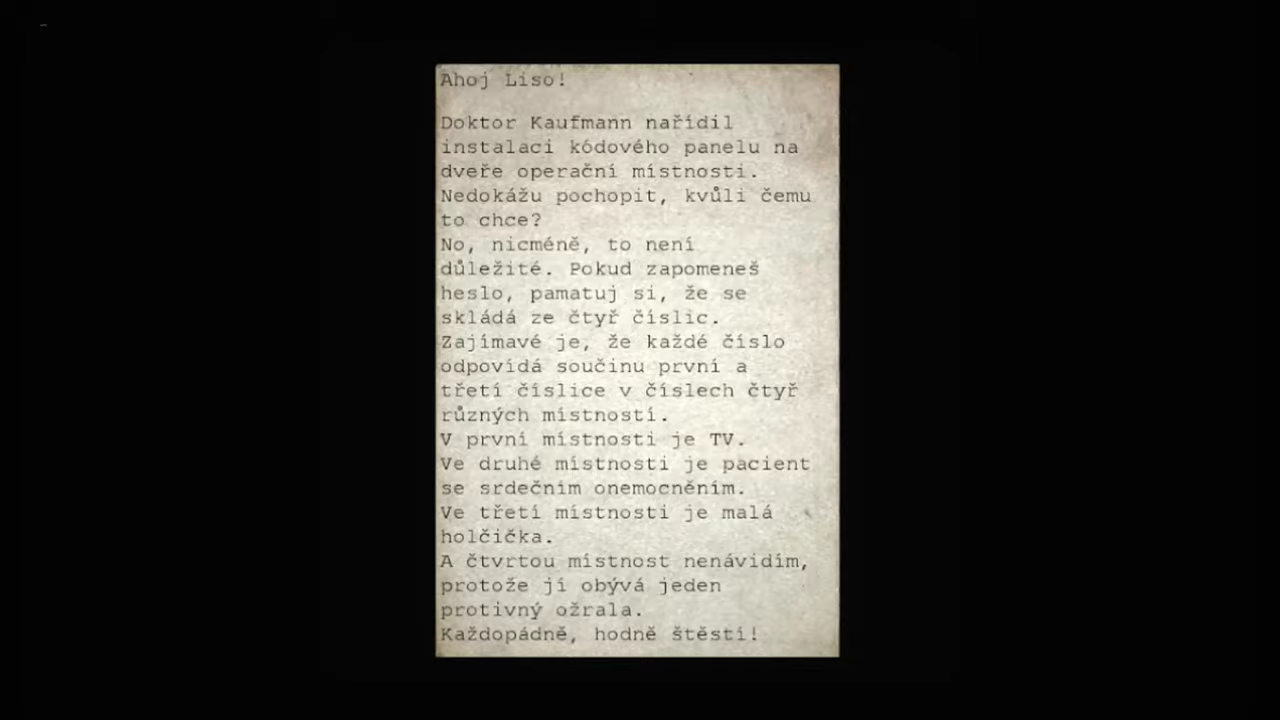 Ahoj Liso!
Doktor Kaufmann nařídil
instalaci kódového panelu na
dveře operační místnosti.
Nedokážu pochopit, kvůli čemu
to chce?
No, nicméně, to není
důležité. Pokud zapomeneš
heslo, pamatuj si, že se
skládá ze čtyř číslic.
Zajímavé je, že každé číslo
odpovídá součinu první a
třetí číslice v číslech čtyř
různých místností.
V první místnosti je TV.
Ve druhé místnosti je pacient
se srdečním onemocněním.
Ve třetí místnosti je malá
holčička.
A čtvrtou místnost nenávidím,
protože jí obývá jeden
protivný ožrala.
Každopádně, hodně štěstí!